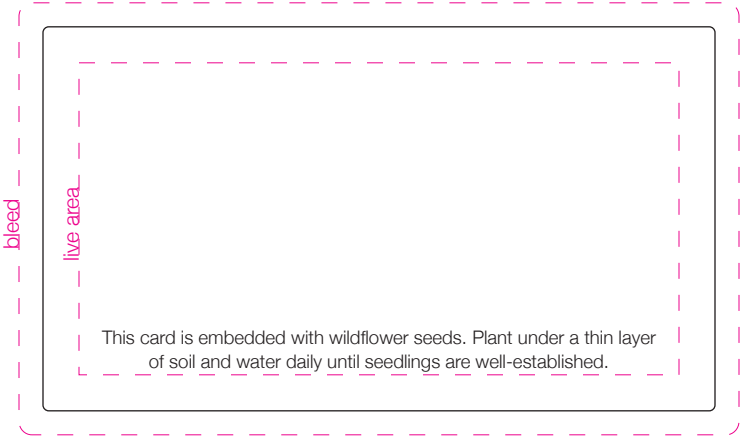 bleed
live area
This card is embedded with wildflower seeds. Plant under a thin layer
of soil and water daily until seedlings are well-established.